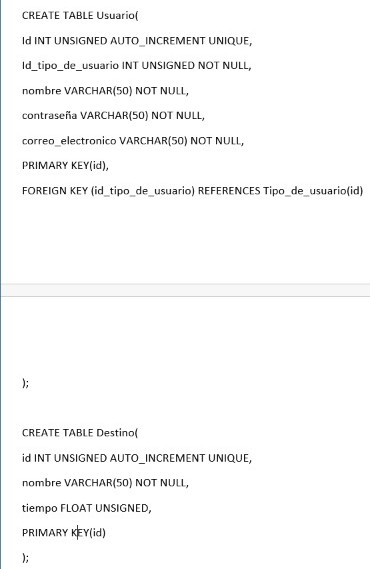 CREATE TABLE Usuario(
Id INT UNSIGNED AUTO_INCREMENT UNIQUE,
Id_tipo_de_usuario INT UNSIGNED NOT NULL,
nombre VARCHAR(50) NOT NULL,
contraseña VARCHAR(50) NOT NULL,
correo_electronico VARCHAR(50) NOT NULL,
PRIMARY KEY(id),
FOREIGN KEY (id_tipo_de_usuario) REFERENCES Tipo_de_usuario(id)
);
CREATE TABLE Destino(
id INT UNSIGNED AUTO_INCREMENT UNIQUE,
nombre VARCHAR(50) NOT NULL,
tiempo FLOAT UNSIGNED,
PRIMARY KEY(id)
);